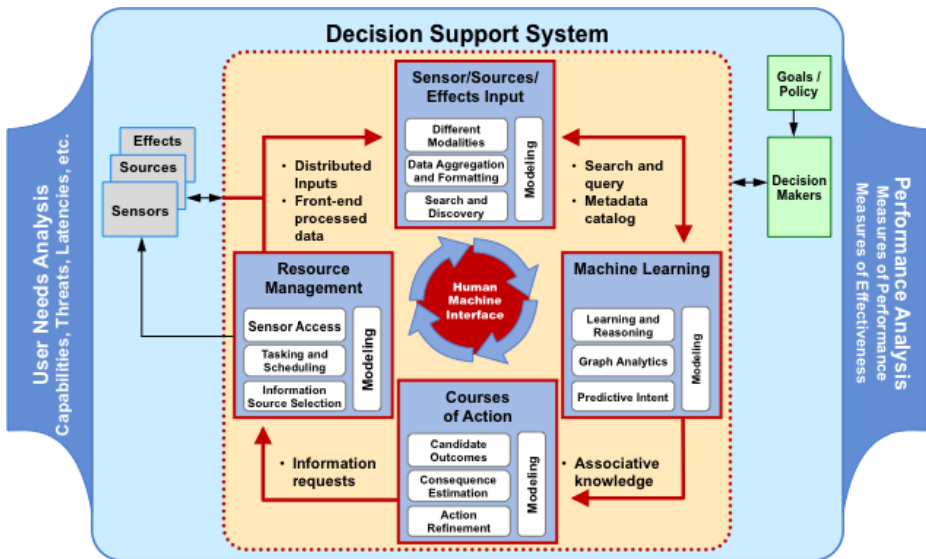 Decision Support System
User Needs Analysis
Capabilities, Threats, Latencies, etc.
Effects
Sources
Sensors
Sensor/Sources/
Effects Input
Different
Modalities
Data Aggregation
and Formatting
Search and
Discovery
Modeling
• Distributed
Inputs
• Front-end
processed
data
• Search and
query
• Metadata
catalog
Goals /
Policy
Decision
Makers
Performance Analysis
Measures of Performance
Measures of Effectiveness
Resource
Management
Sensor Access
Tasking and
Scheduling
Information
Source Selection
Modeling
Human
Machine
Interface
Machine Learning
Learning and
Reasoning
Graph Analytics
Predictive Intent
Modeling
Courses
of Action
Candidate
Outcomes
Consequence
Estimation
Action
Refinement
Modeling
• Information
requests
• Associative
knowledge